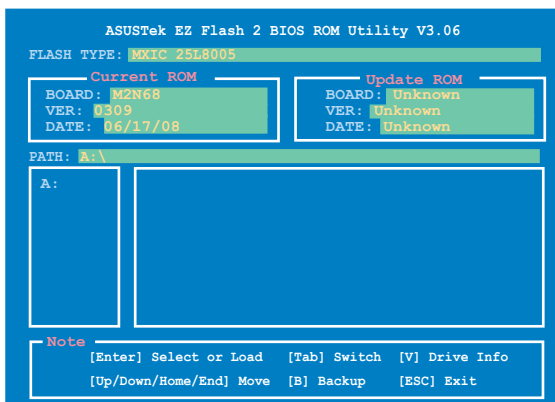 ASUSTek EZ Flash 2 BIOS ROM Utility V3.06
FLASH TYPE: MXIC 25L8005
Current ROM
BOARD: M2N68
VER: 0309
DATE: 06/17/08
Update ROM
BOARD: Unknown
VER: Unknown
DATE: Unknown
PATH: A:\
A:
Note
[Enter] Select or Load [Tab] Switch [V] Drive Info
[Up/Down/Home/End] Move [B] Backup [ESC] Exit